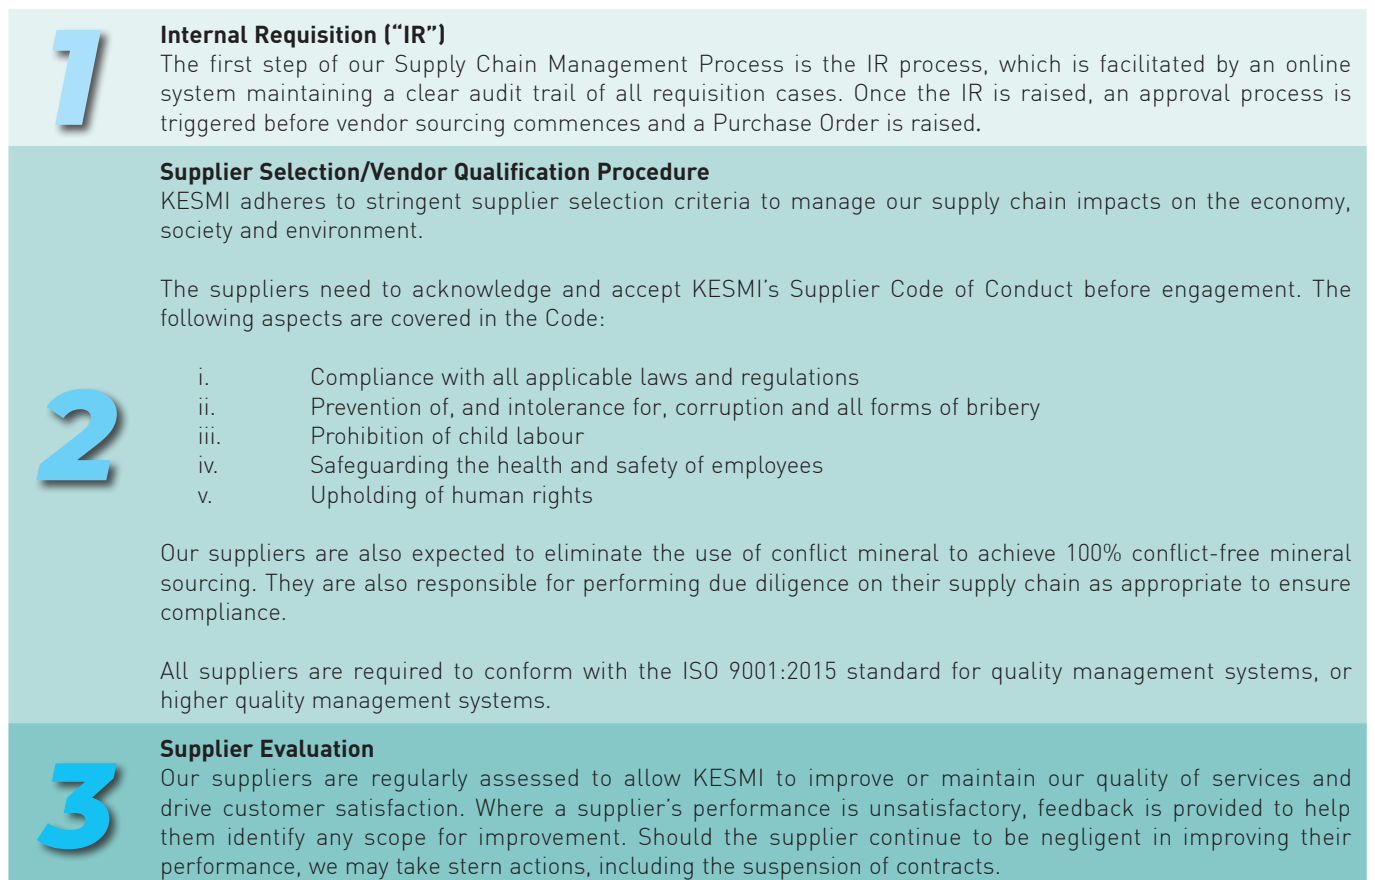 1
Internal Requisition (“IR”)
The first step of our Supply Chain Management Process is the IR process, which is facilitated by an online
system maintaining a clear audit trail of all requisition cases. Once the IR is raised, an approval process is
triggered before vendor sourcing commences and a Purchase Order is raised.
2
Supplier Selection/Vendor Qualification Procedure
KESMI adheres to stringent supplier selection criteria to manage our supply chain impacts on the economy,
society and environment.
The suppliers need to acknowledge and accept KESMI’s Supplier Code of Conduct before engagement. The
following aspects are covered in the Code:
i. Compliance with all applicable laws and regulations
ii. Prevention of, and intolerance for, corruption and all forms of bribery
iii. Prohibition of child labour
iv. Safeguarding the health and safety of employees
v. Upholding of human rights
Our suppliers are also expected to eliminate the use of conflict mineral to achieve 100% conflict-free mineral
sourcing. They are also responsible for performing due diligence on their supply chain as appropriate to ensure
compliance.
All suppliers are required to conform with the ISO 9001:2015 standard for quality management systems, or
higher quality management systems.
3
Supplier Evaluation
Our suppliers are regularly assessed to allow KESMI to improve or maintain our quality of services and
drive customer satisfaction. Where a supplier’s performance is unsatisfactory, feedback is provided to help
them identify any scope for improvement. Should the supplier continue to be negligent in improving their
performance, we may take stern actions, including the suspension of contracts.